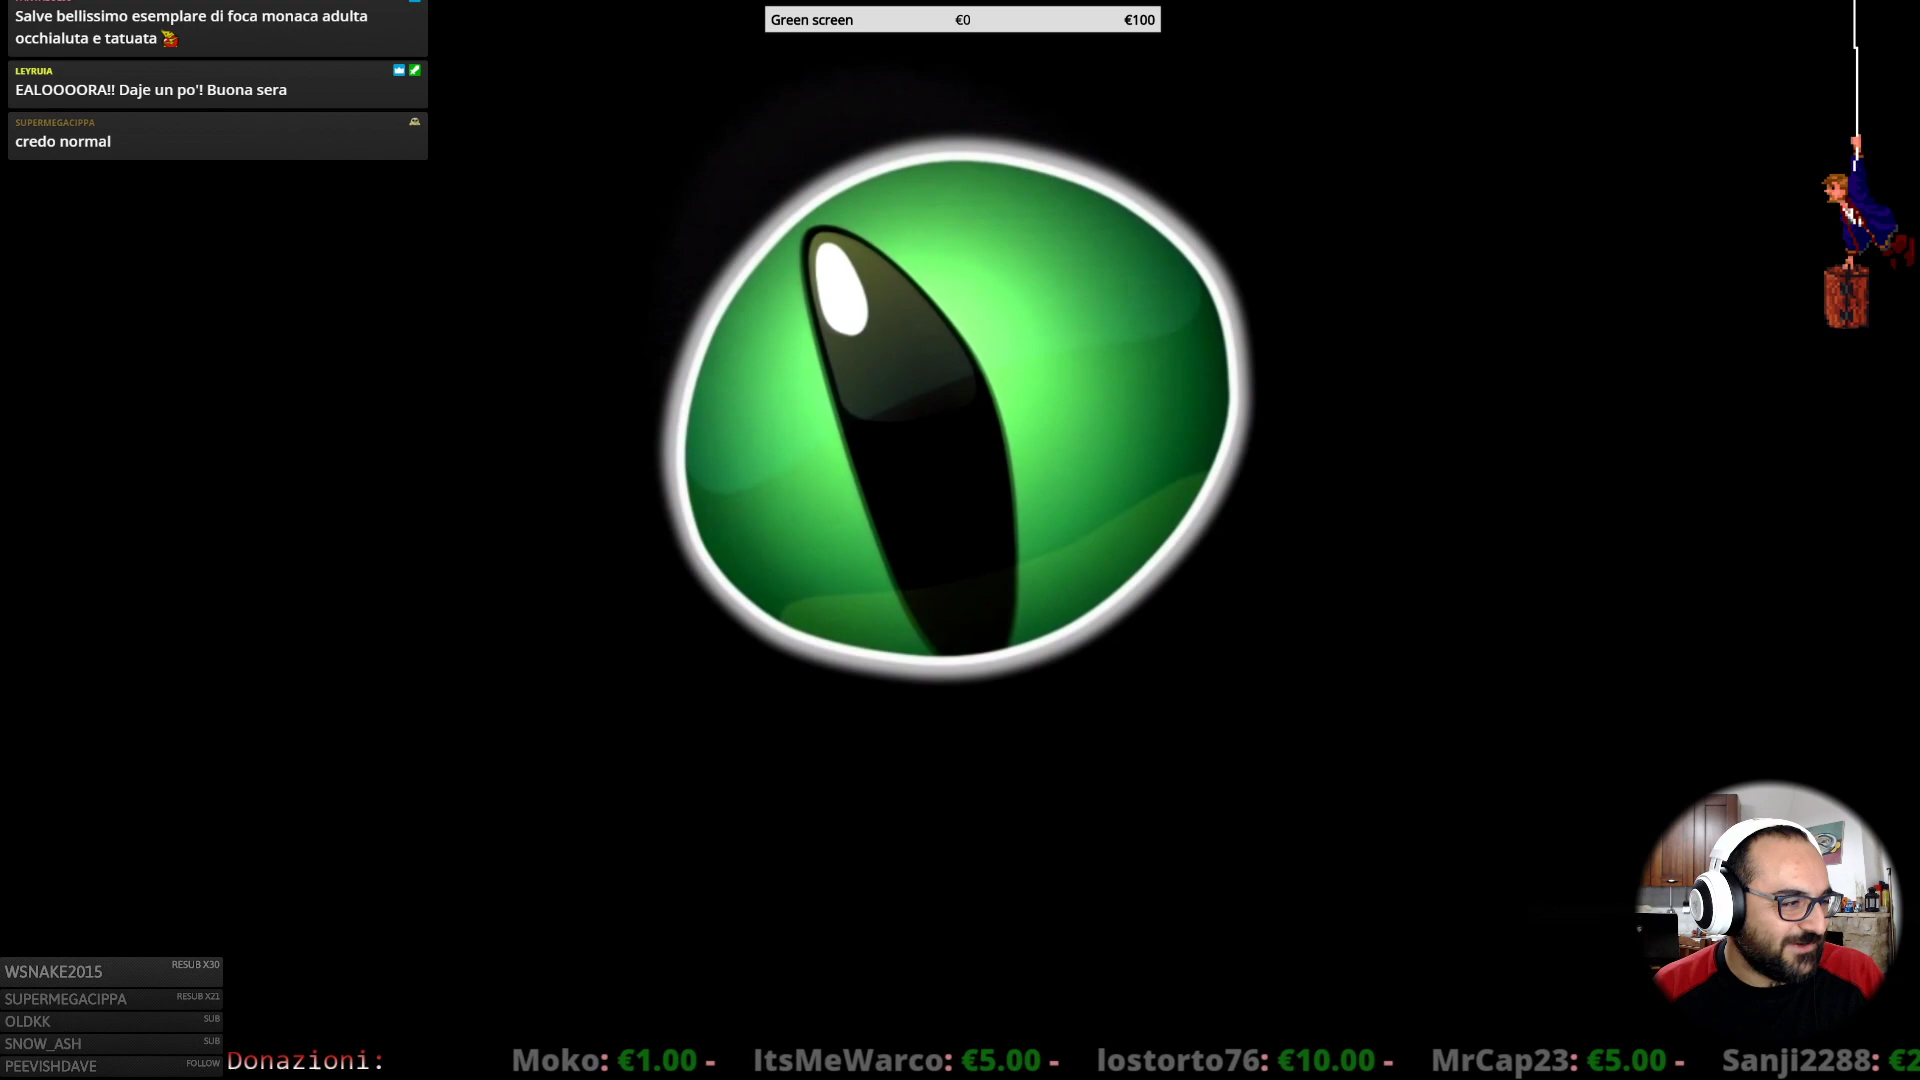 Salve bellissimo esemplare di foca monaca adulta
occhialuta e tatuata
LEYRUIA
EALOOOORA!! Daje un po'! Buona sera
SUPERMEGACIPPA
credo normal
Green screen €0 €100
WSNAKE2015 RESUB X30
SUPERMEGACIPPA RESUB X21
OLDKK SUB
SNOW_ASH SUB
PEEVISHDAVE FOLLOW
Donazioni: Moko: €1.00 - ItsMeWarco: €5.00 - lostorto76: €10.00 - MrCap23: €5.00 - Sanji2288: